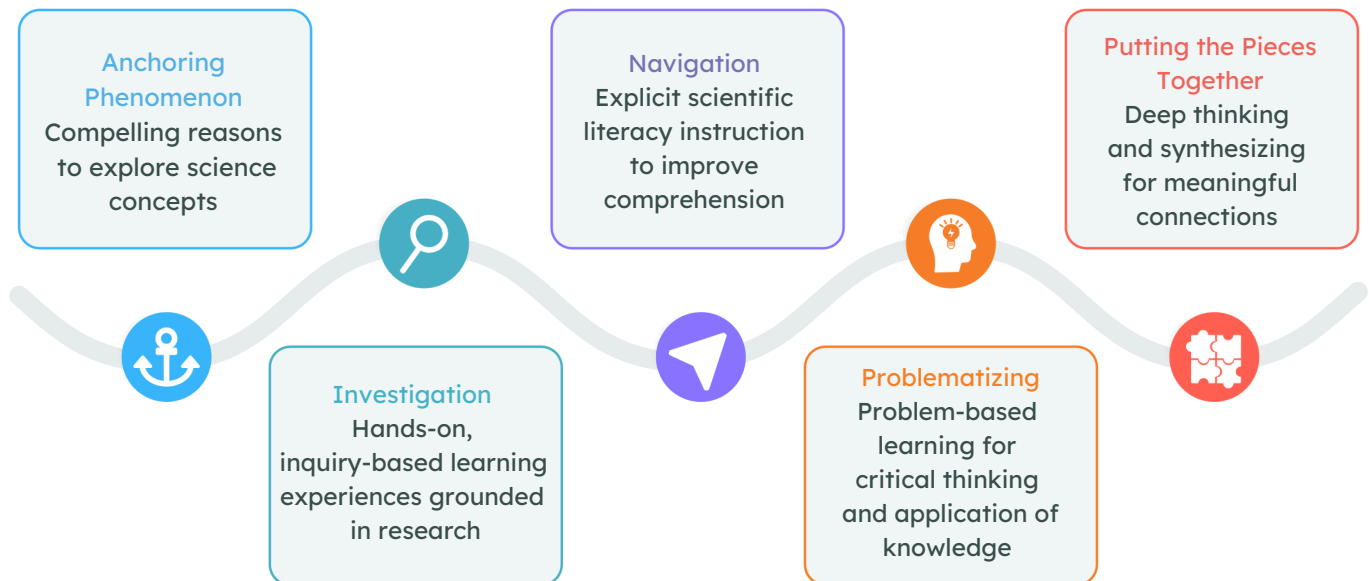 Anchoring
Phenomenon
Compelling reasons
to explore science
concepts
Investigation
Hands-on,
inquiry-based learning
experiences grounded
in research
Navigation
Explicit scientific
literacy instruction
to improve
comprehension
Problematizing
Problem-based
learning for
critical thinking
and application of
knowledge
Putting the Pieces
Together
Deep thinking
and synthesizing
for meaningful
connections